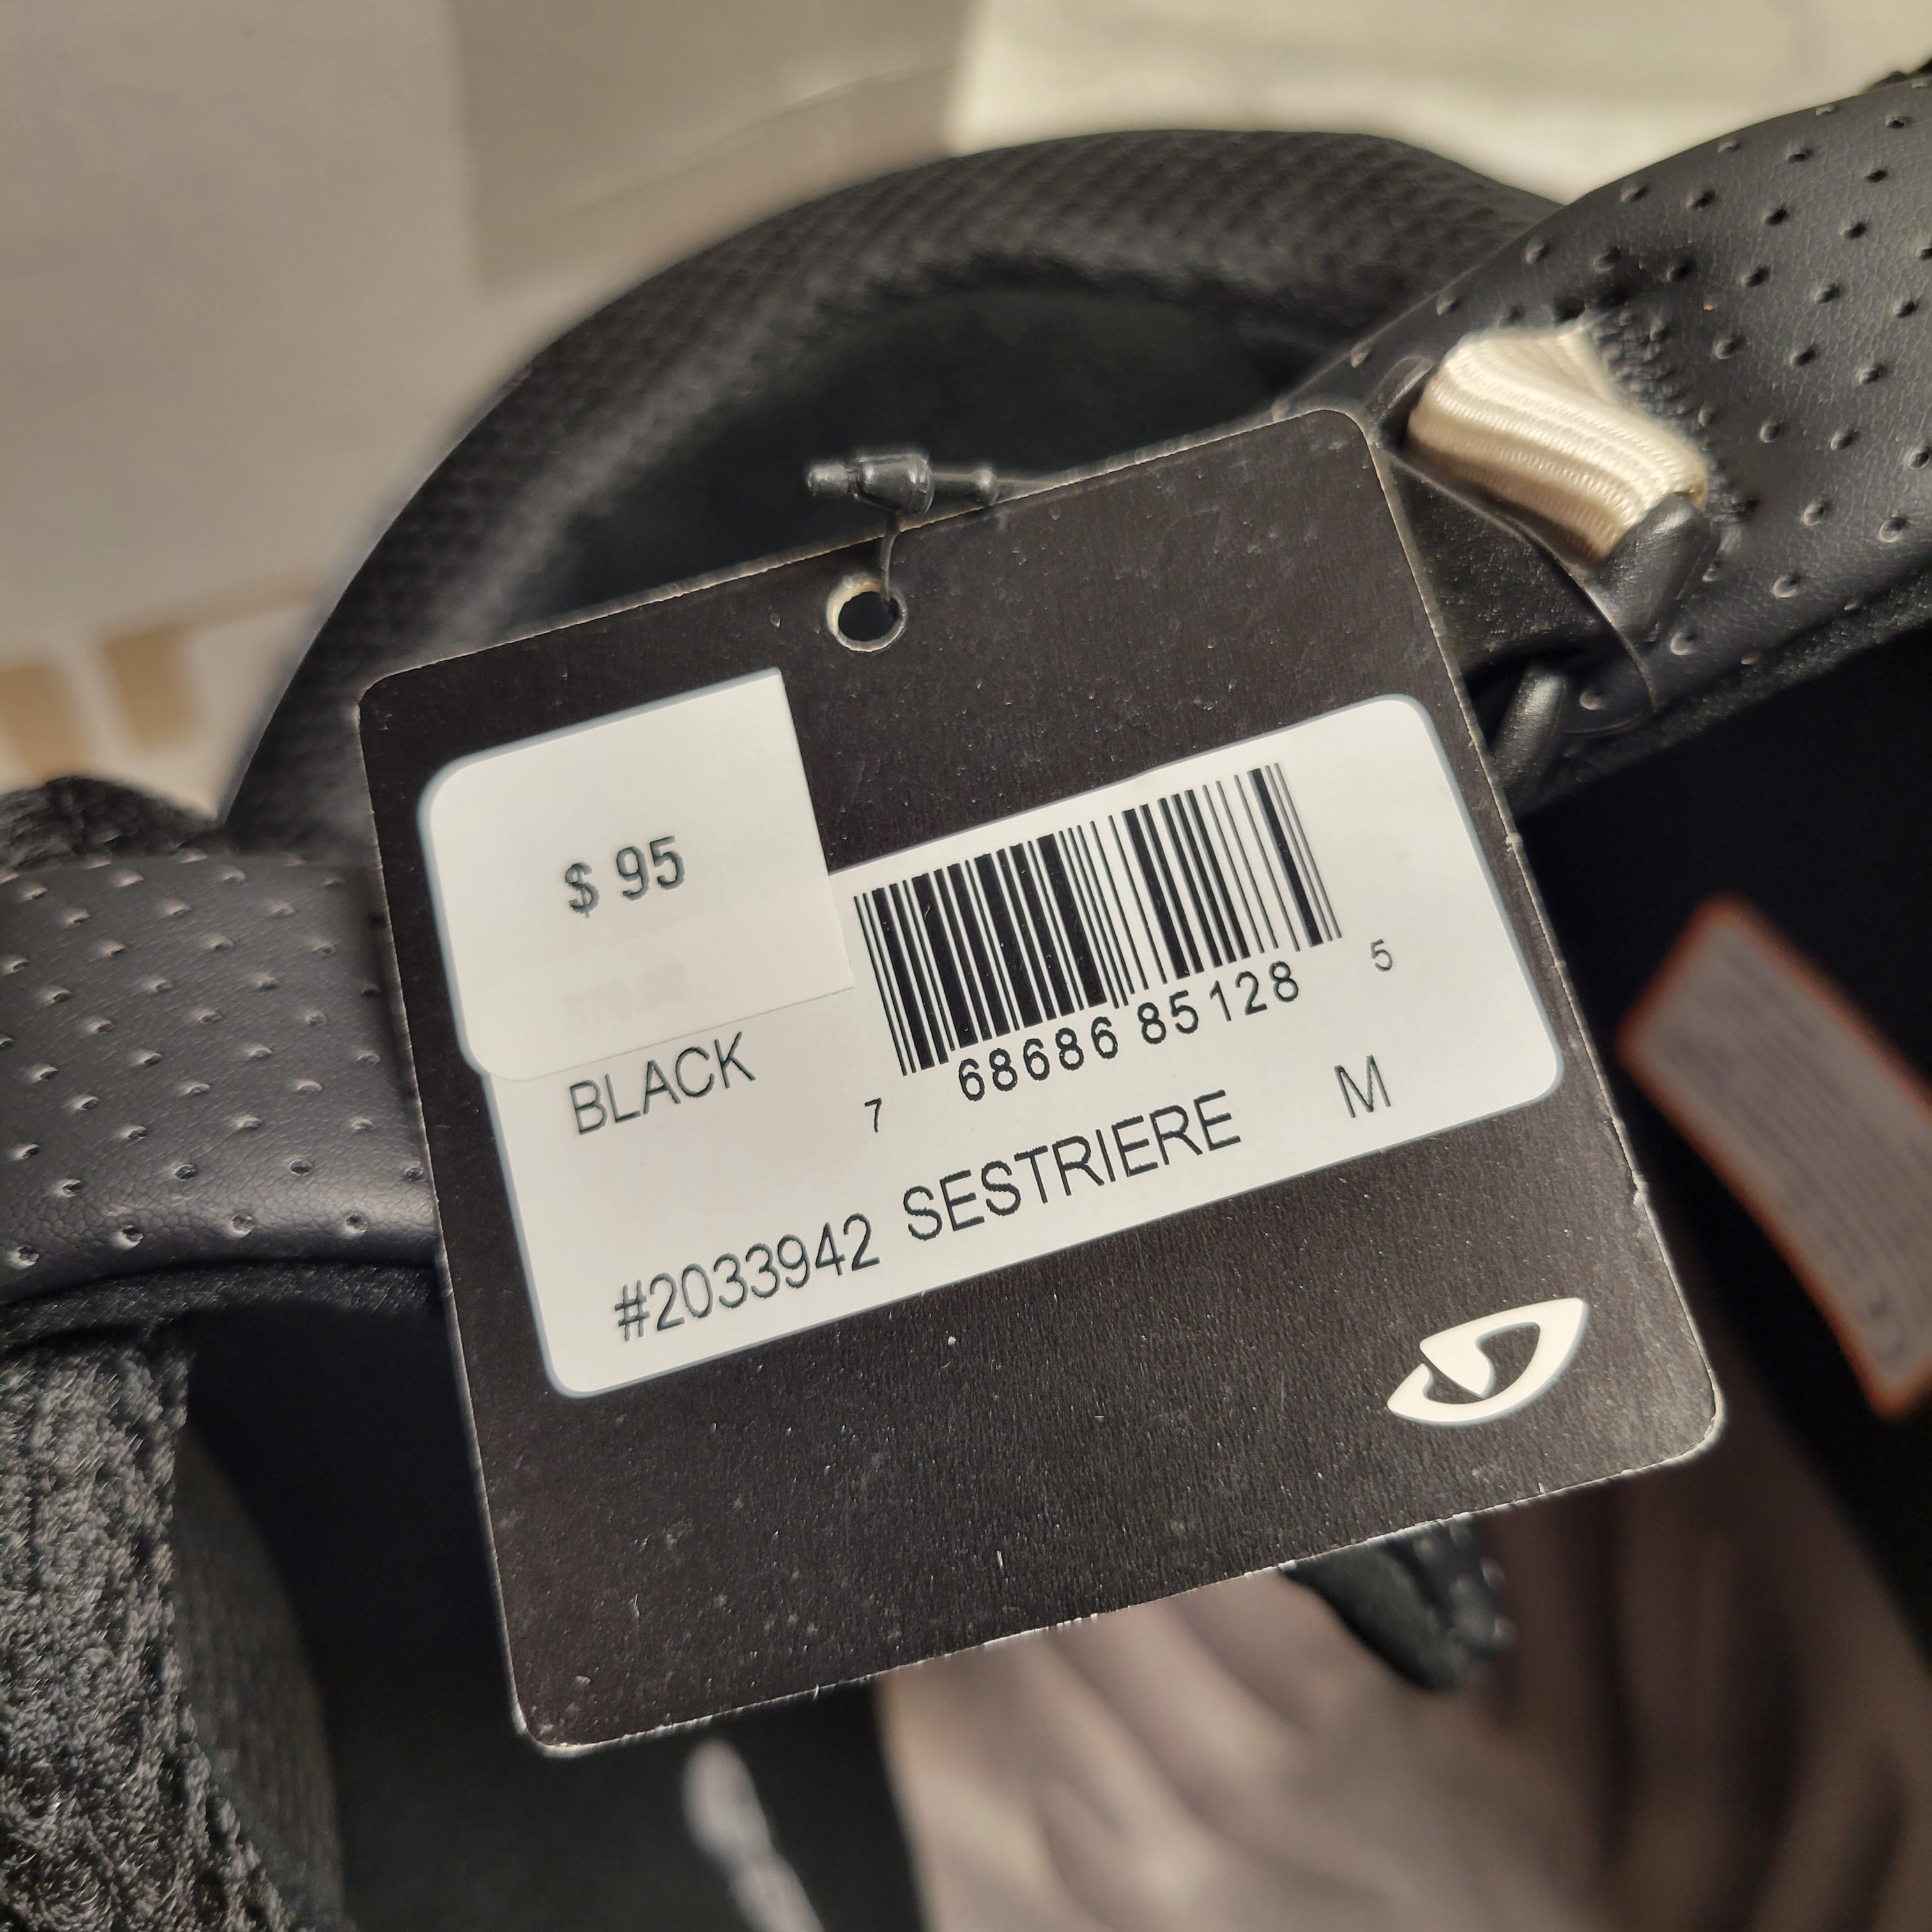 $ 95
BLACK
7 68686 85128 5
#2033942 SESTRIERE M